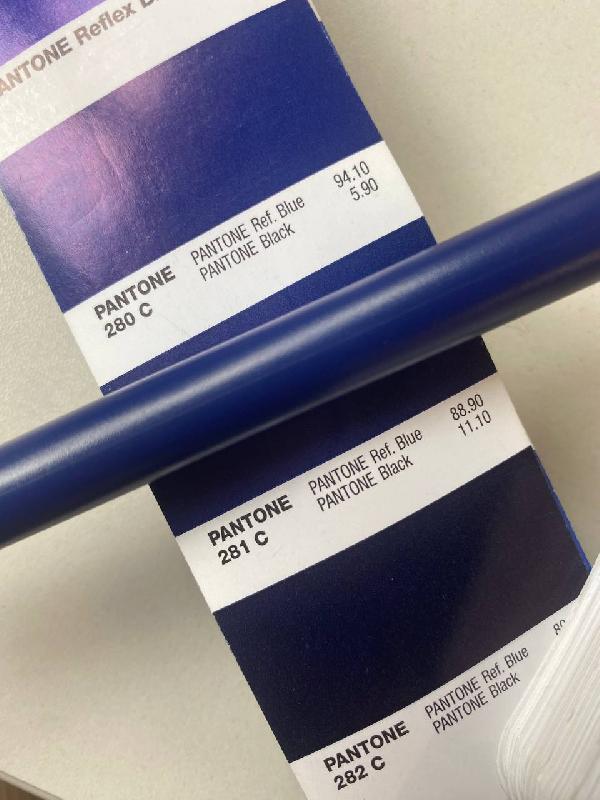 PANTONE Reflex
PANTONE
280 C
PANTONE Ref. Blue 94.10
PANTONE Black 5.90
PANTONE
281 C
PANTONE Ref. Blue 88.90
PANTONE Black 11.10
PANTONE
282 C
PANTONE Ref. Blue
PANTONE Black